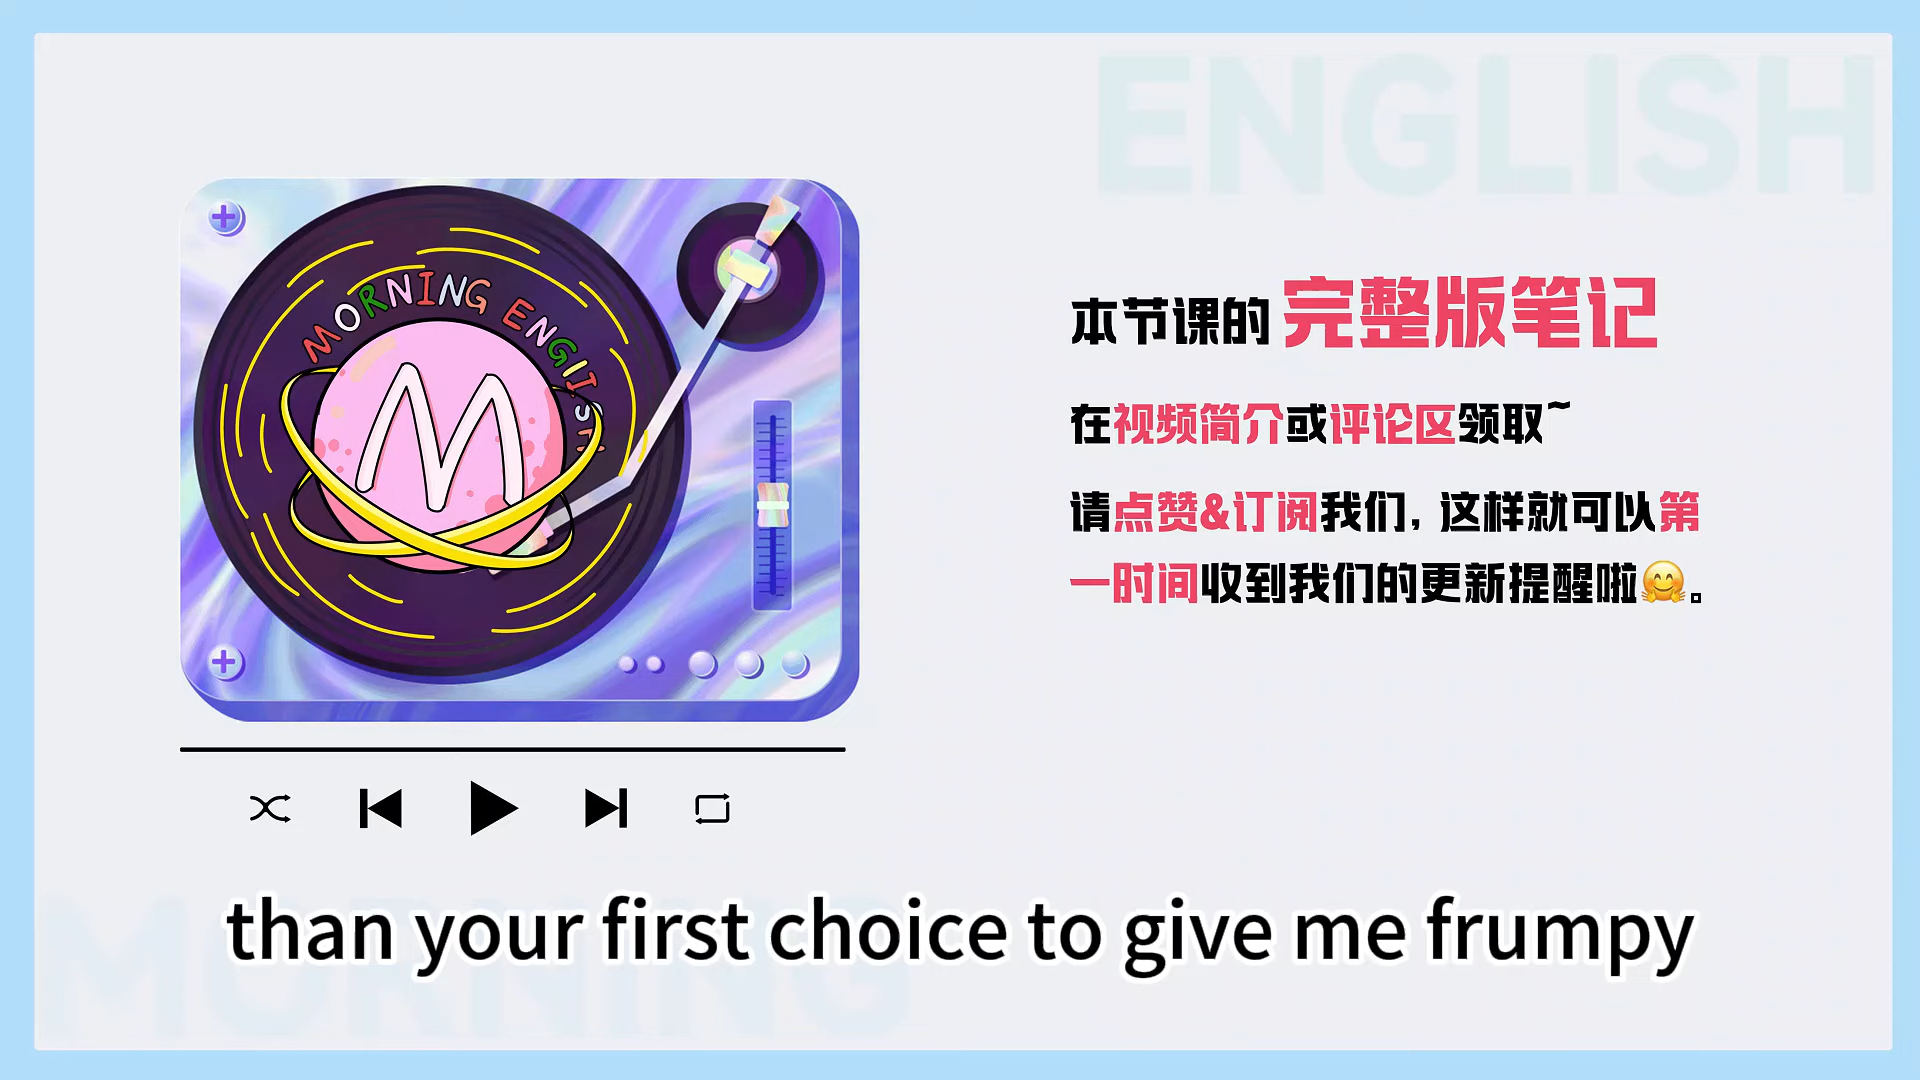 ENGLISH
MORNING ENGLISH
M
本节课的 完整版笔记
在视频简介或评论区领取~
请点赞&订阅我们，这样就可以第
一时间收到我们的更新提醒啦🤗。
than your first choice to give me frumpy
MORNING